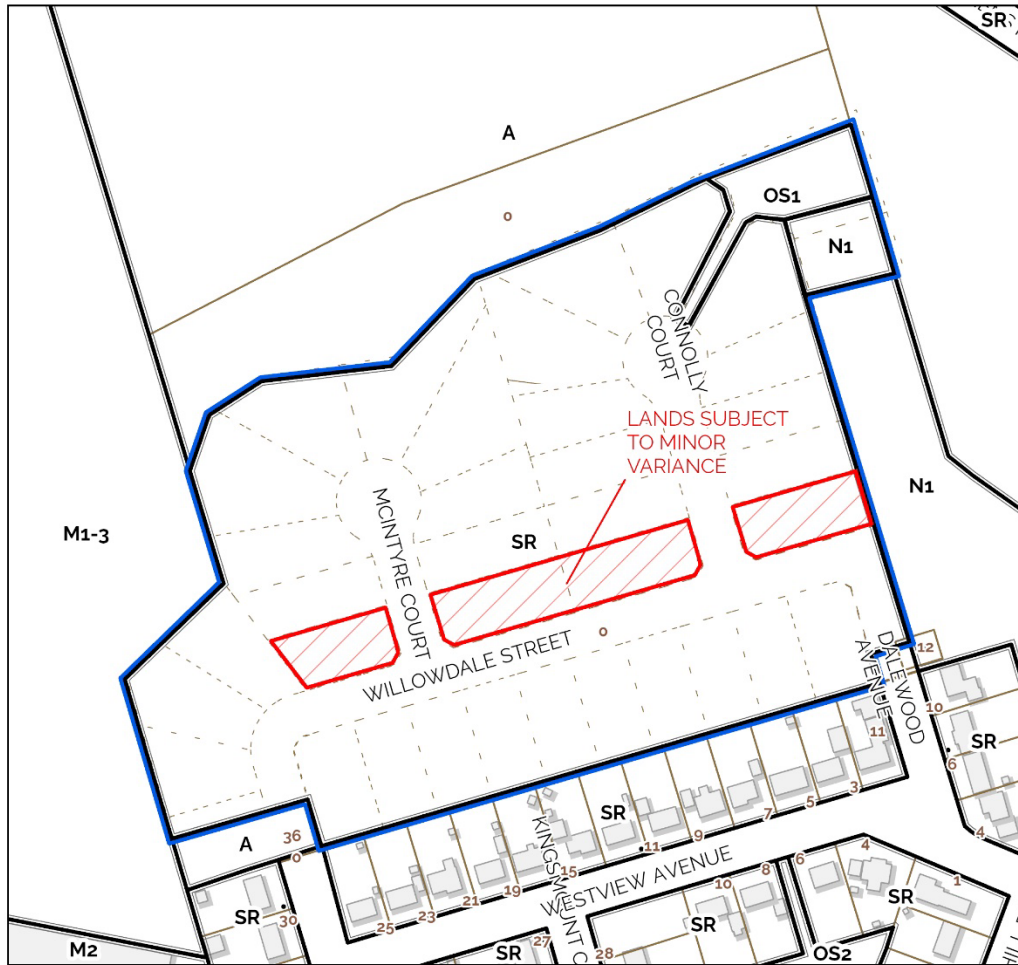 SR
A
o
OS1
N1
CONNOLLY
COURT
LANDS SUBJECT
TO MINOR
VARIANCE
MCINTYRE COURT
N1
M1-3
SR
o
WILLOWDALE STREET
DALEWOOD
AVENUE
12
10
11
SR
6
4
3
5
7
9
11
15
19
21
23
25
SR
KINGSMOUNT C
WESTVIEW AVENUE
36
A
o
SR
30
M2
SR
27
28
10
8
SR
6
4
1
SR
OS2